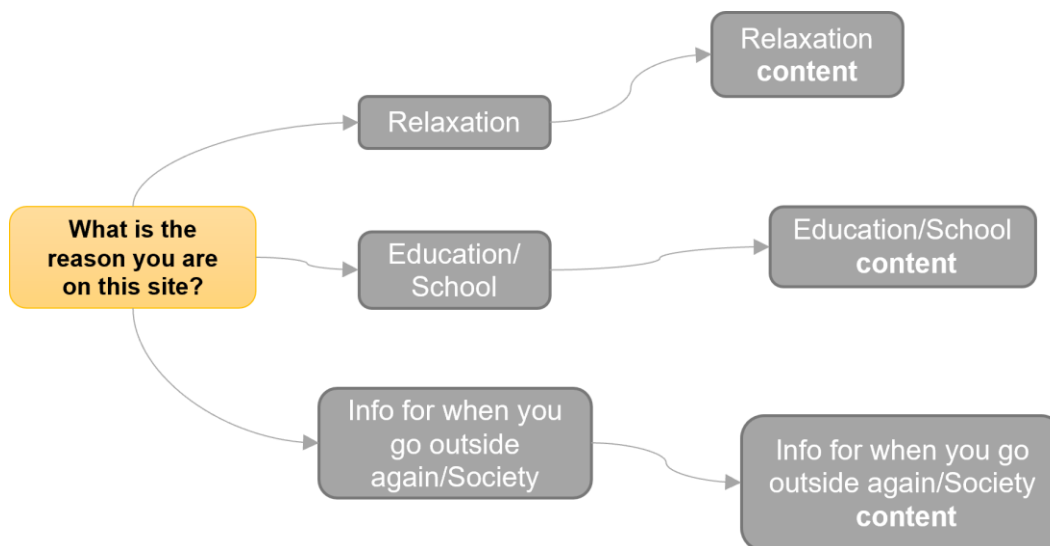 What is the
reason you are
on this site?
Relaxation
Relaxation
content
Education/
School
Education/School
content
Info for when you
go outside
again/Society
Info for when you go
outside again/Society
content